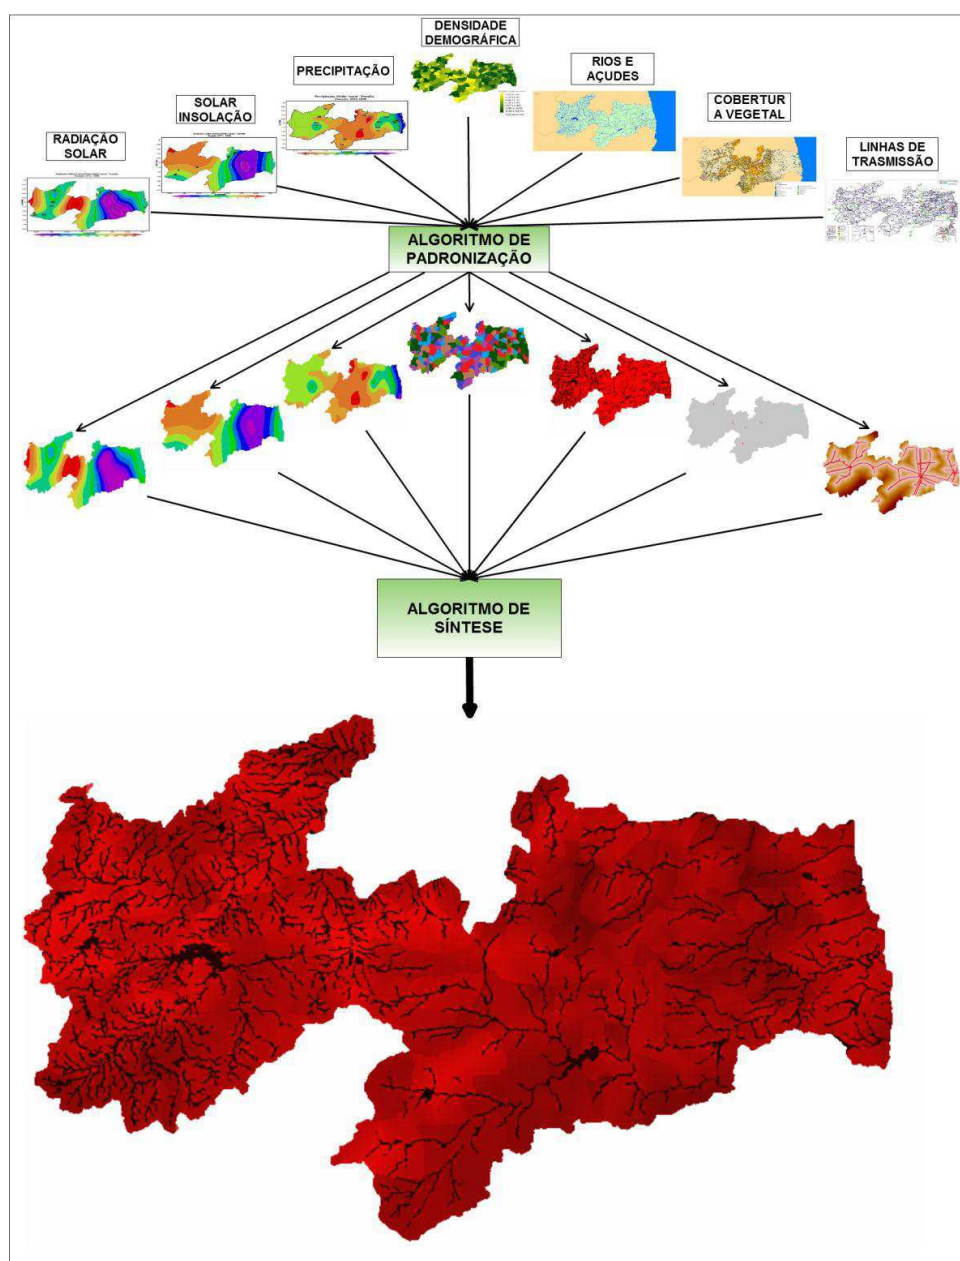 DENSIDADE
DEMOGRÁFICA
PRECIPITAÇÃO
RIOS E
AÇUDES
SOLAR
INSOLAÇÃO
COBERTUR
A VEGETAL
RADIAÇÃO
SOLAR
LINHAS DE
TRASMISSÃO
ALGORITMO DE
PADRONIZAÇÃO
ALGORITMO DE
SÍNTESE